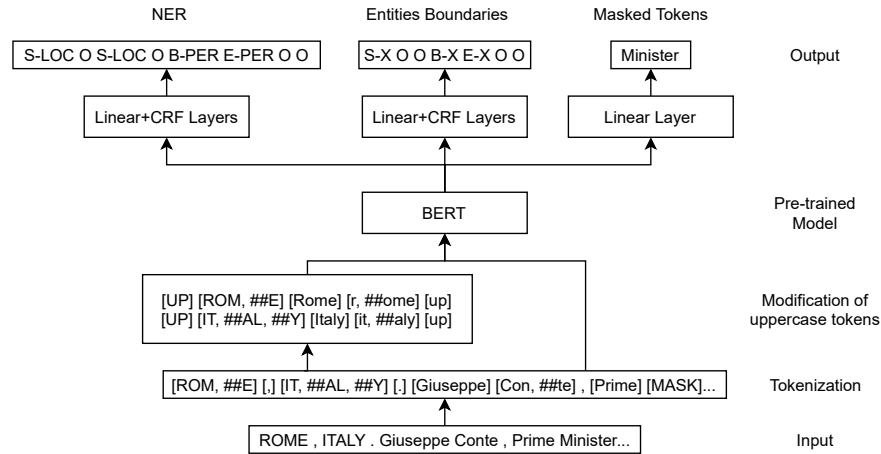 NER Entities Boundaries Masked Tokens
S-LOC O S-LOC O B-PER E-PER O O S-X O O B-X E-X O O Minister Output
Linear+CRF Layers Linear+CRF Layers Linear Layer
BERT Pre-trained
Model
[UP] [ROM, ##E] [Rome] [r, ##ome] [up]
[UP] [IT, ##AL, ##Y] [Italy] [it, ##aly] [up]
Modification of
uppercase tokens
[ROM, ##E] [,] [IT, ##AL, ##Y] [.] [Giuseppe] [Con, ##te] , [Prime] [MASK]... Tokenization
ROME , ITALY . Giuseppe Conte , Prime Minister... Input